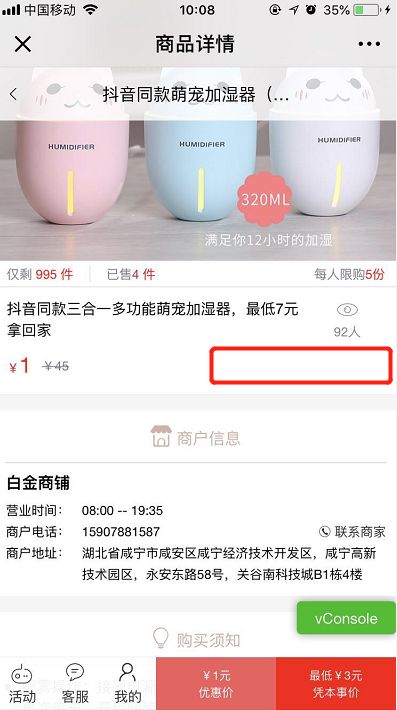 中国移动 10:08 35%
商品详情
抖音同款萌宠加湿器（...
HUMIDIFIER HUMIDIFIER HUMIDIFIER
320ML
满足你12小时的加湿
仅剩 995 件 已售4 件 每人限购5份
抖音同款三合一多功能萌宠加湿器，最低7元
拿回家
92人
￥1 ￥45
商户信息
白金商铺
营业时间： 08:00 -- 19:35
商户电话： 15907881587 联系商家
商户地址： 湖北省咸宁市咸安区咸宁经济技术开发区，咸宁高新
技术园区，永安东路58号，关谷南科技城B1栋4楼
vConsole
购买须知
活动 客服 我的
￥1元
优惠价
最低￥3元
凭本事价